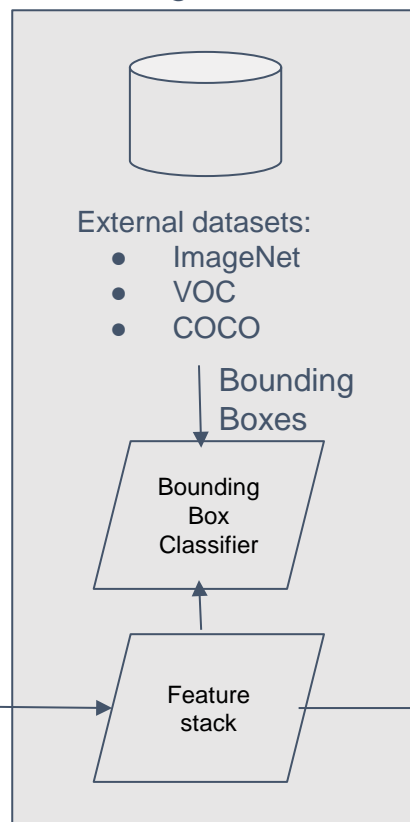 External datasets:
● ImageNet
● VOC
● COCO
Bounding
Boxes
Bounding
Box
Classifier
Feature
stack